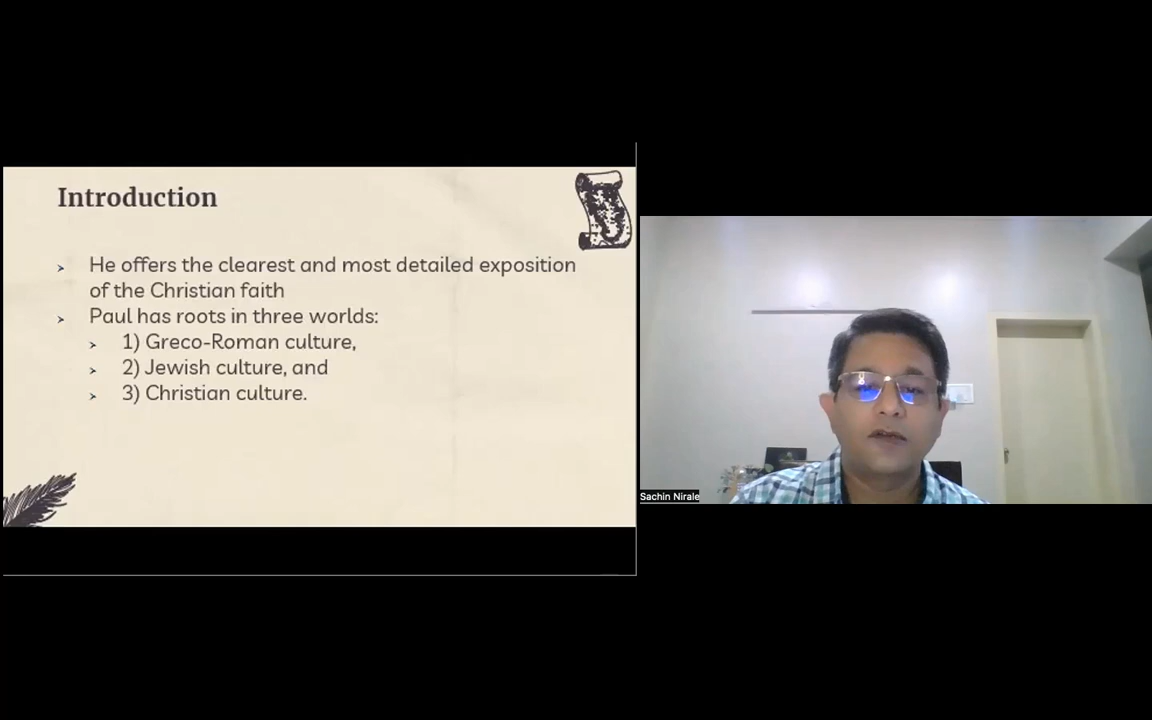 Introduction
➢ He offers the clearest and most detailed exposition
of the Christian faith
➢ Paul has roots in three worlds:
➢ 1) Greco-Roman culture,
➢ 2) Jewish culture, and
➢ 3) Christian culture.
Sachin Nirale